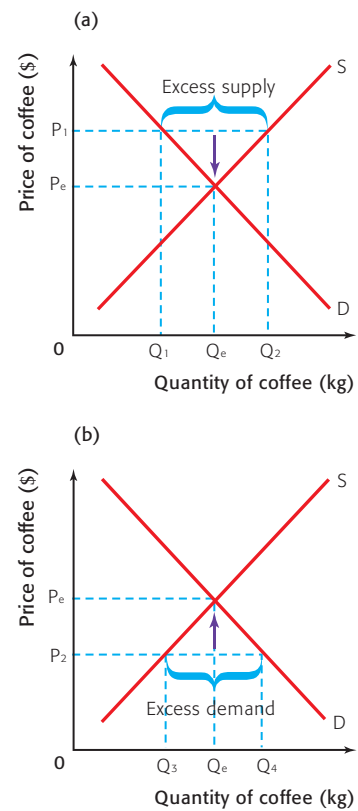 (a)
Price of coffee ($)
Excess supply
S
P₁
Pₑ
D
0
Q₁ Qₑ Q₂
Quantity of coffee (kg)
(b)
Price of coffee ($)
S
Pₑ
P₂
Excess demand
D
0
Q₃ Qₑ Q₄
Quantity of coffee (kg)